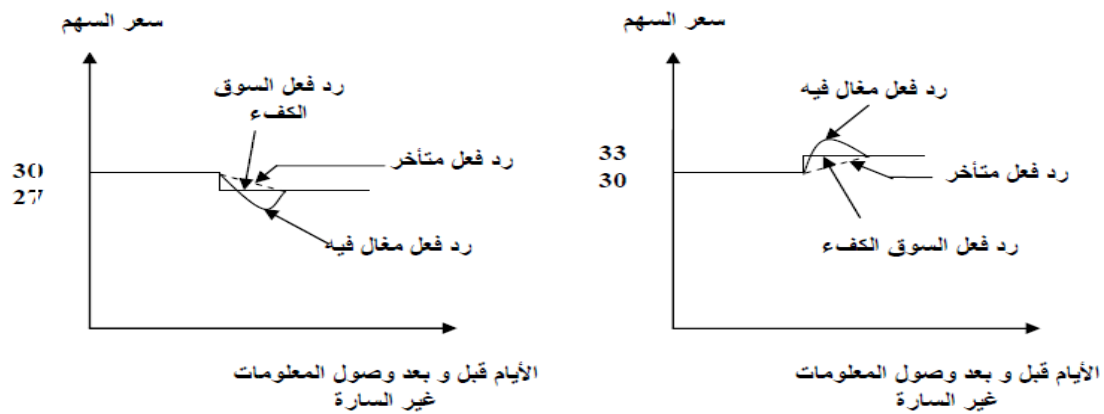 سعر السهم
رد فعل السوق
الكفء
رد فعل متأخر
30
27
رد فعل مغال فيه
الأيام قبل و بعد وصول المعلومات
غير السارة
سعر السهم
رد فعل مغال فيه
33
30
رد فعل متأخر
رد فعل السوق الكفء
الأيام قبل و بعد وصول المعلومات
غير السارة